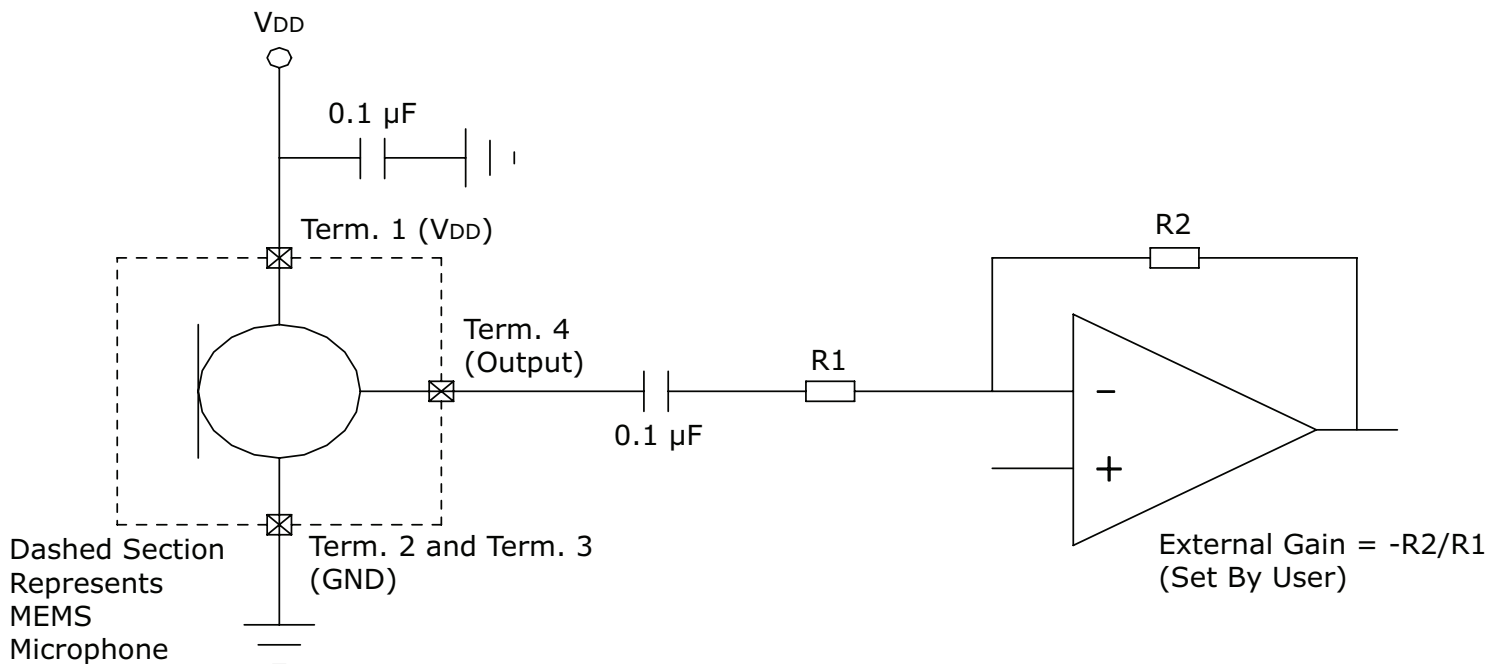 VDD
0.1 µF
Term. 1 (VDD)
R2
Term. 4
(Output)
R1
0.1 µF
−
+
Dashed Section
Represents
MEMS
Microphone
Term. 2 and Term. 3
(GND)
External Gain = -R2/R1
(Set By User)